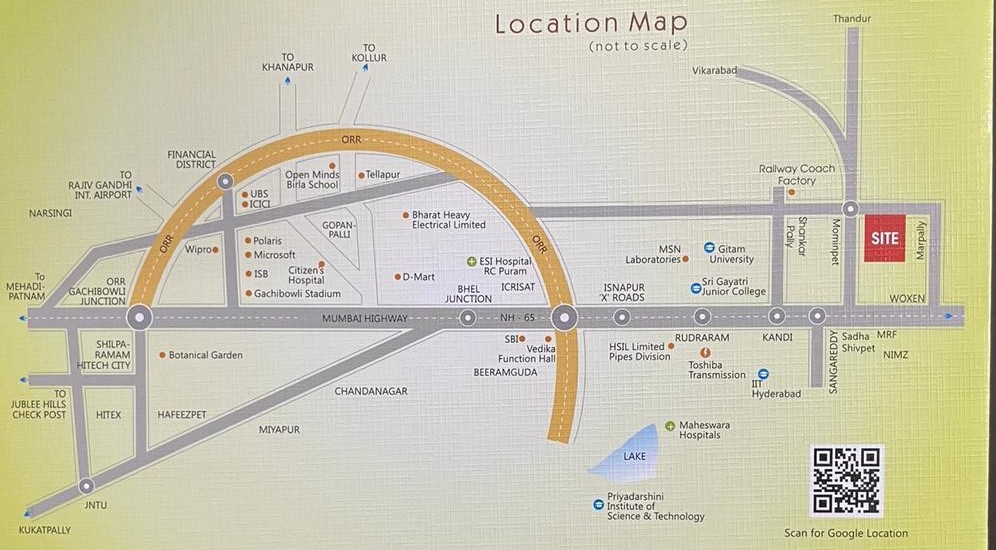 Location Map
(not to scale)
Thandur
Vikarabad
TO
KHANAPUR
TO
KOLLUR
ORR
FINANCIAL
DISTRICT
TO
RAJIV GANDHI
INT. AIRPORT
NARSINGI
UBS
ICICI
Open Minds
Birla School
Tellapur
Railway Coach
Factory
GOPAN-
PALLI
Bharat Heavy
Electrical Limited
ORR
Wipro
Polaris
Microsoft
ISB
Gachibowli Stadium
Citizen's
Hospital
D-Mart
ESI Hospital
RC Puram
ICRISAT
ORR
MSN
Laboratories
Gitam
University
Sri Gayatri
Junior College
Shankar
Pally
Mominpet
SITE
Marpally
To
MEHADI-
PATNAM
ORR
GACHIBOWLI
JUNCTION
BHEL
JUNCTION
ISNAPUR
'X' ROADS
WOXEN
MUMBAI HIGHWAY
NH - 65
SHILPA-
RAMAM
HITECH CITY
Botanical Garden
SBI
Vedika
Function Hall
BEERAMGUDA
HSIL Limited
Pipes Division
RUDRARAM
Toshiba
Transmission
KANDI
IIT
Hyderabad
SANGAREDDY
Sadha
Shivpet
MRF
NIMZ
TO
JUBLEE HILLS
CHECK POST
HITEX
HAFEEZPET
CHANDANAGAR
MIYAPUR
Maheswara
Hospitals
LAKE
JNTU
KUKATPALLY
Priyadarshini
Institute of
Science & Technology
Scan for Google Location